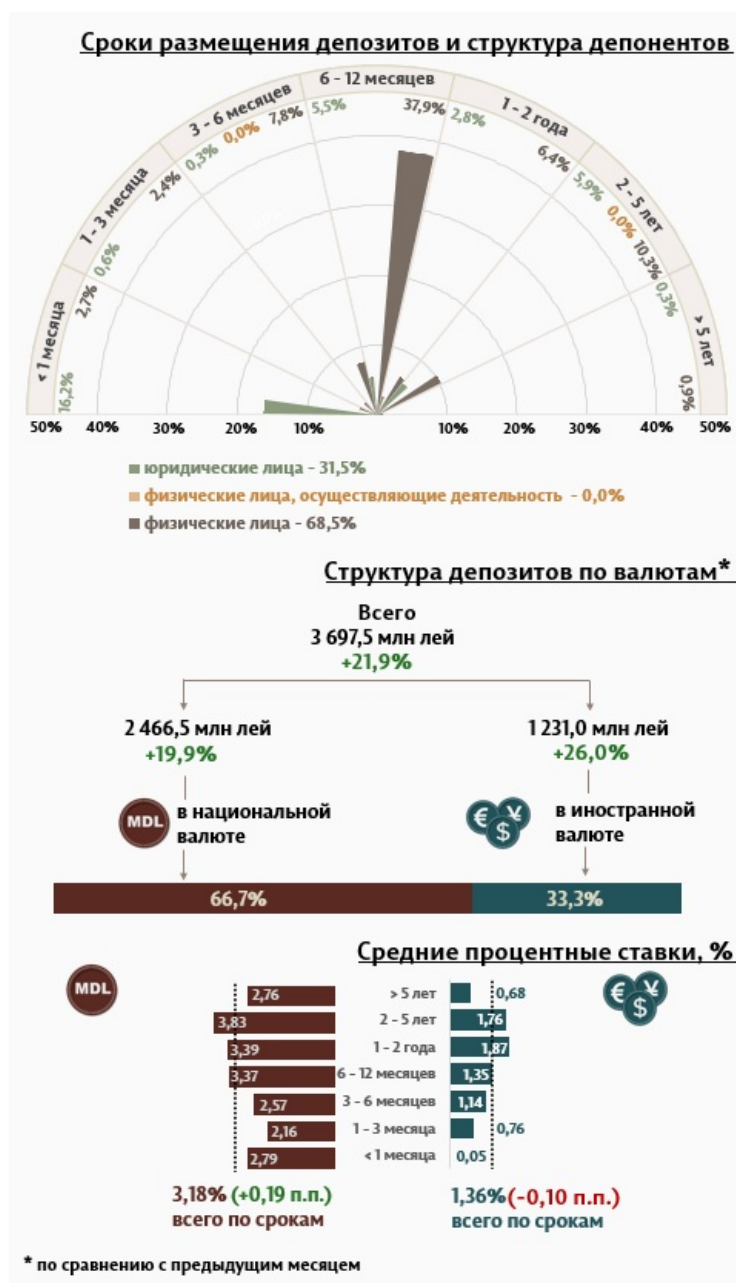 Сроки размещения депозитов и структура депонентов
< 1 месяца
1 - 3 месяца
3 - 6 месяцев
6 - 12 месяцев
1 - 2 года
2 - 5 лет
> 5 лет
16,2%
2,7%
0,6%
2,4%
0,3%
0,0%
7,8%
5,5%
37,9%
2,8%
6,4%
5,9%
0,0%
10,3%
0,3%
0,9%
50% 40% 30% 20% 10% 10% 20% 30% 40% 50%
юридические лица - 31,5%
физические лица, осуществляющие деятельность - 0,0%
физические лица - 68,5%
Структура депозитов по валютам*
Всего
3 697,5 млн лей
+21,9%
2 466,5 млн лей
+19,9%
1 231,0 млн лей
+26,0%
MDL
в национальной
валюте
€ ¥ $
в иностранной
валюте
66,7% 33,3%
Средние процентные ставки, %
MDL
€ ¥ $
2,76 > 5 лет 0,68
3,83 2 - 5 лет 1,76
3,39 1 - 2 года 1,87
3,37 6 - 12 месяцев 1,35
2,57 3 - 6 месяцев 1,14
2,16 1 - 3 месяца 0,76
2,79 < 1 месяца 0,05
3,18% (+0,19 п.п.)
всего по срокам
1,36% (-0,10 п.п.)
всего по срокам
* по сравнению с предыдущим месяцем